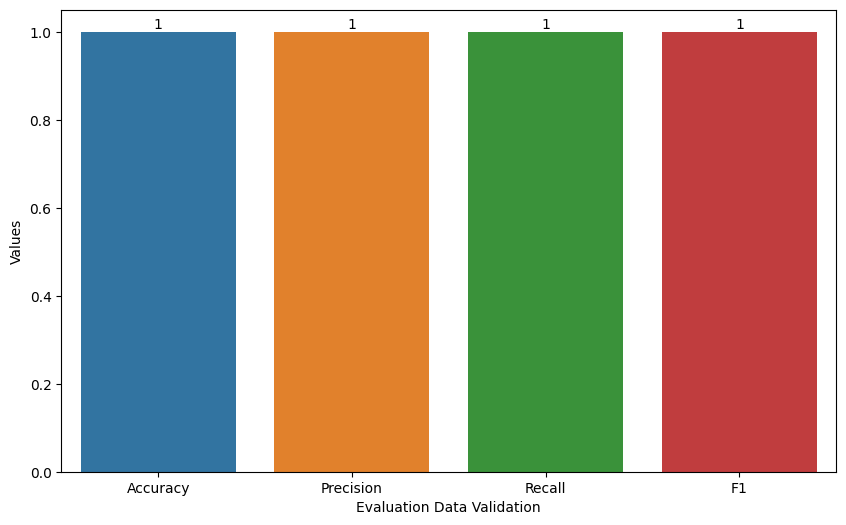 1 1 1 1
1.0
0.8
0.6
0.4
0.2
0.0
Values
Accuracy Precision Recall F1
Evaluation Data Validation